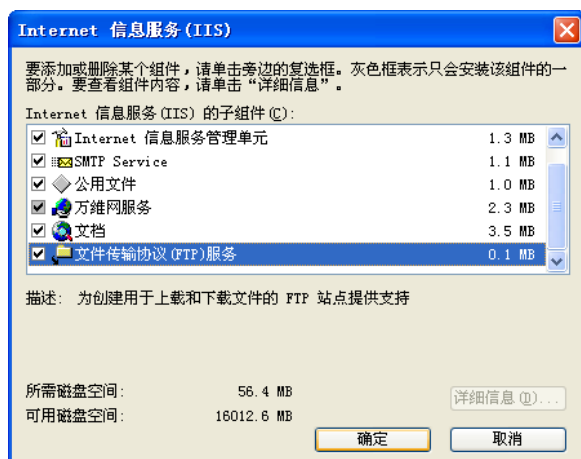 Internet 信息服务(IIS)
要添加或删除某个组件，请单击旁边的复选框。灰色框表示只会安装该组件的一
部分。要查看组件内容，请单击“详细信息”。
Internet 信息服务(IIS) 的子组件(C):
Internet 信息服务管理单元 1.3 MB
SMTP Service 1.1 MB
公用文件 1.0 MB
万维网服务 2.3 MB
文档 3.5 MB
文件传输协议(FTP)服务 0.1 MB
描述: 为创建用于上载和下载文件的 FTP 站点提供支持
所需磁盘空间: 56.4 MB
详细信息(D)...
可用磁盘空间: 16012.6 MB
确定 取消